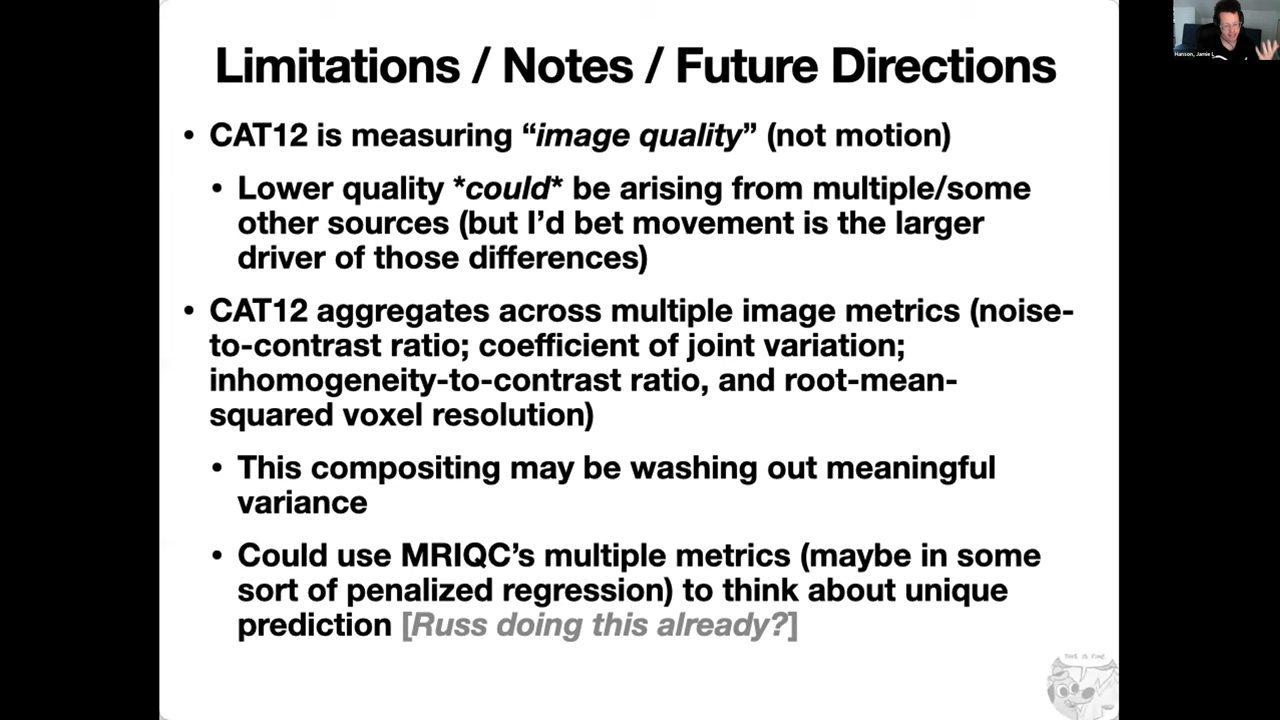 Limitations / Notes / Future Directions
Hanson, Jamie L
• CAT12 is measuring “image quality” (not motion)
• Lower quality *could* be arising from multiple/some
other sources (but I’d bet movement is the larger
driver of those differences)
• CAT12 aggregates across multiple image metrics (noise-
to-contrast ratio; coefficient of joint variation;
inhomogeneity-to-contrast ratio, and root-mean-
squared voxel resolution)
• This compositing may be washing out meaningful
variance
• Could use MRIQC’s multiple metrics (maybe in some
sort of penalized regression) to think about unique
prediction [Russ doing this already?]
THIS IS FINE.